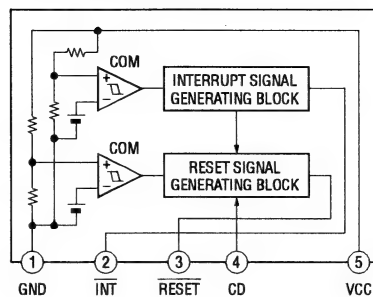 COM
INTERRUPT SIGNAL
GENERATING BLOCK
COM
RESET SIGNAL
GENERATING BLOCK
1 2 3 4 5
GND INT RESET CD VCC